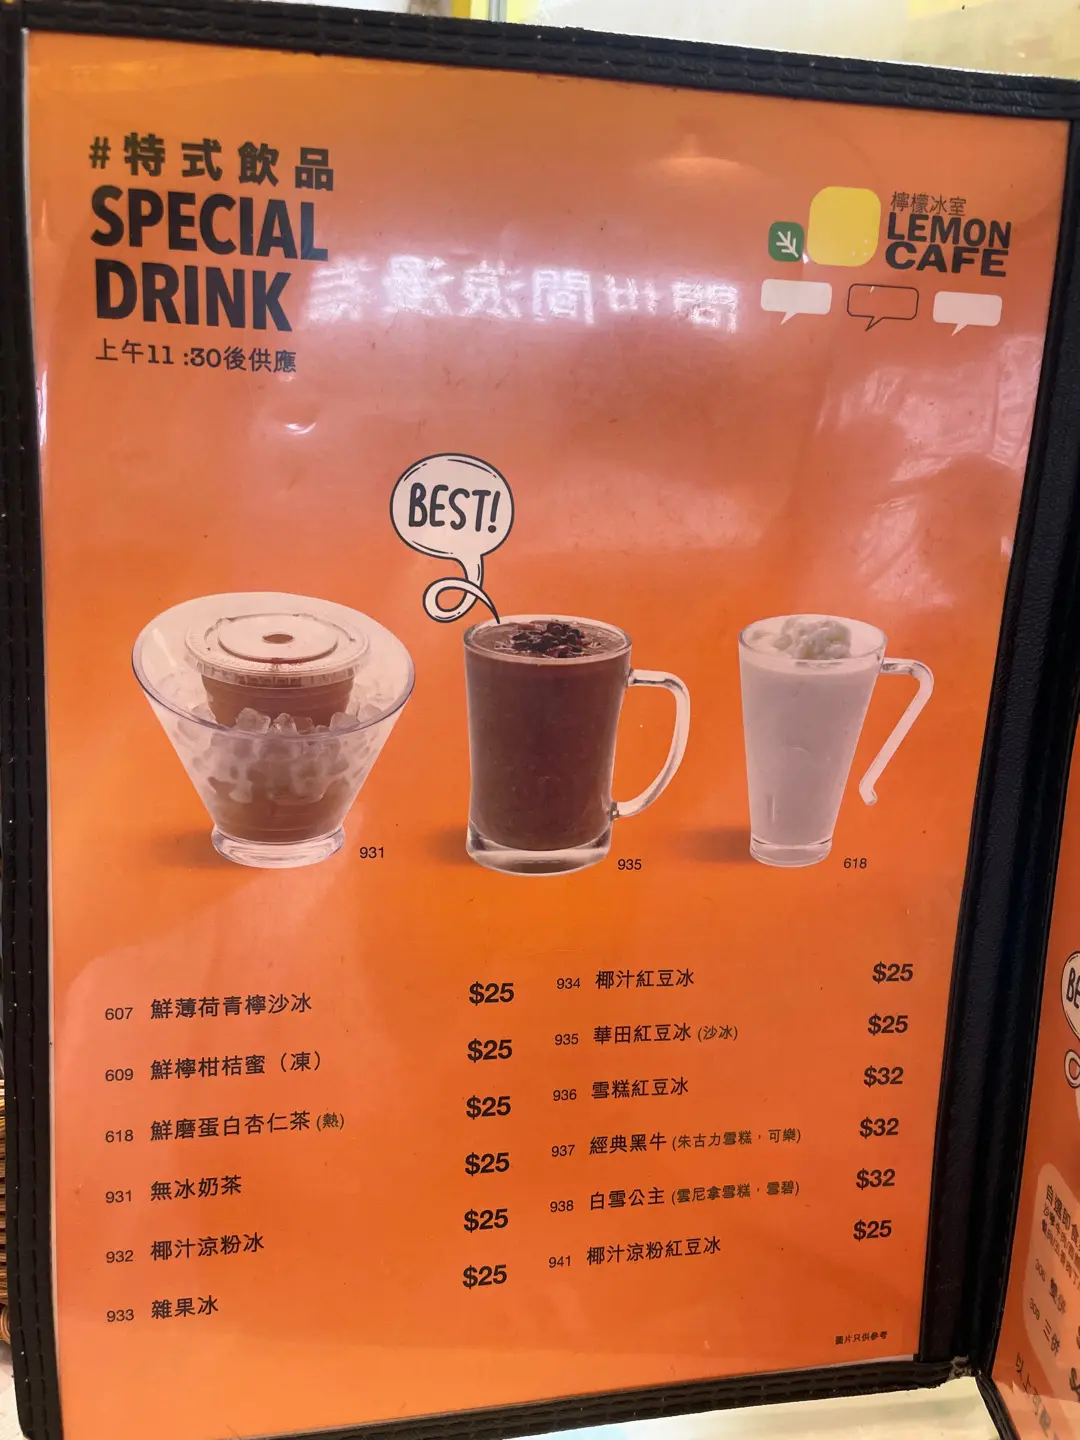 #特式飲品
SPECIAL
DRINK
上午11:30後供應
檸檬冰室
LEMON
CAFE
BEST!
931
935
618
607 鮮薄荷青檸沙冰 $25
609 鮮檸柑桔蜜（凍） $25
618 鮮磨蛋白杏仁茶 (熱) $25
931 無冰奶茶 $25
932 椰汁涼粉冰 $25
933 雜果冰 $25
934 椰汁紅豆冰 $25
935 華田紅豆冰 (沙冰) $25
936 雪糕紅豆冰 $32
937 經典黑牛 (朱古力雪糕，可樂) $32
938 白雪公主 (雲尼拿雪糕，雪碧) $32
941 椰汁涼粉紅豆冰 $25
圖片只供參考